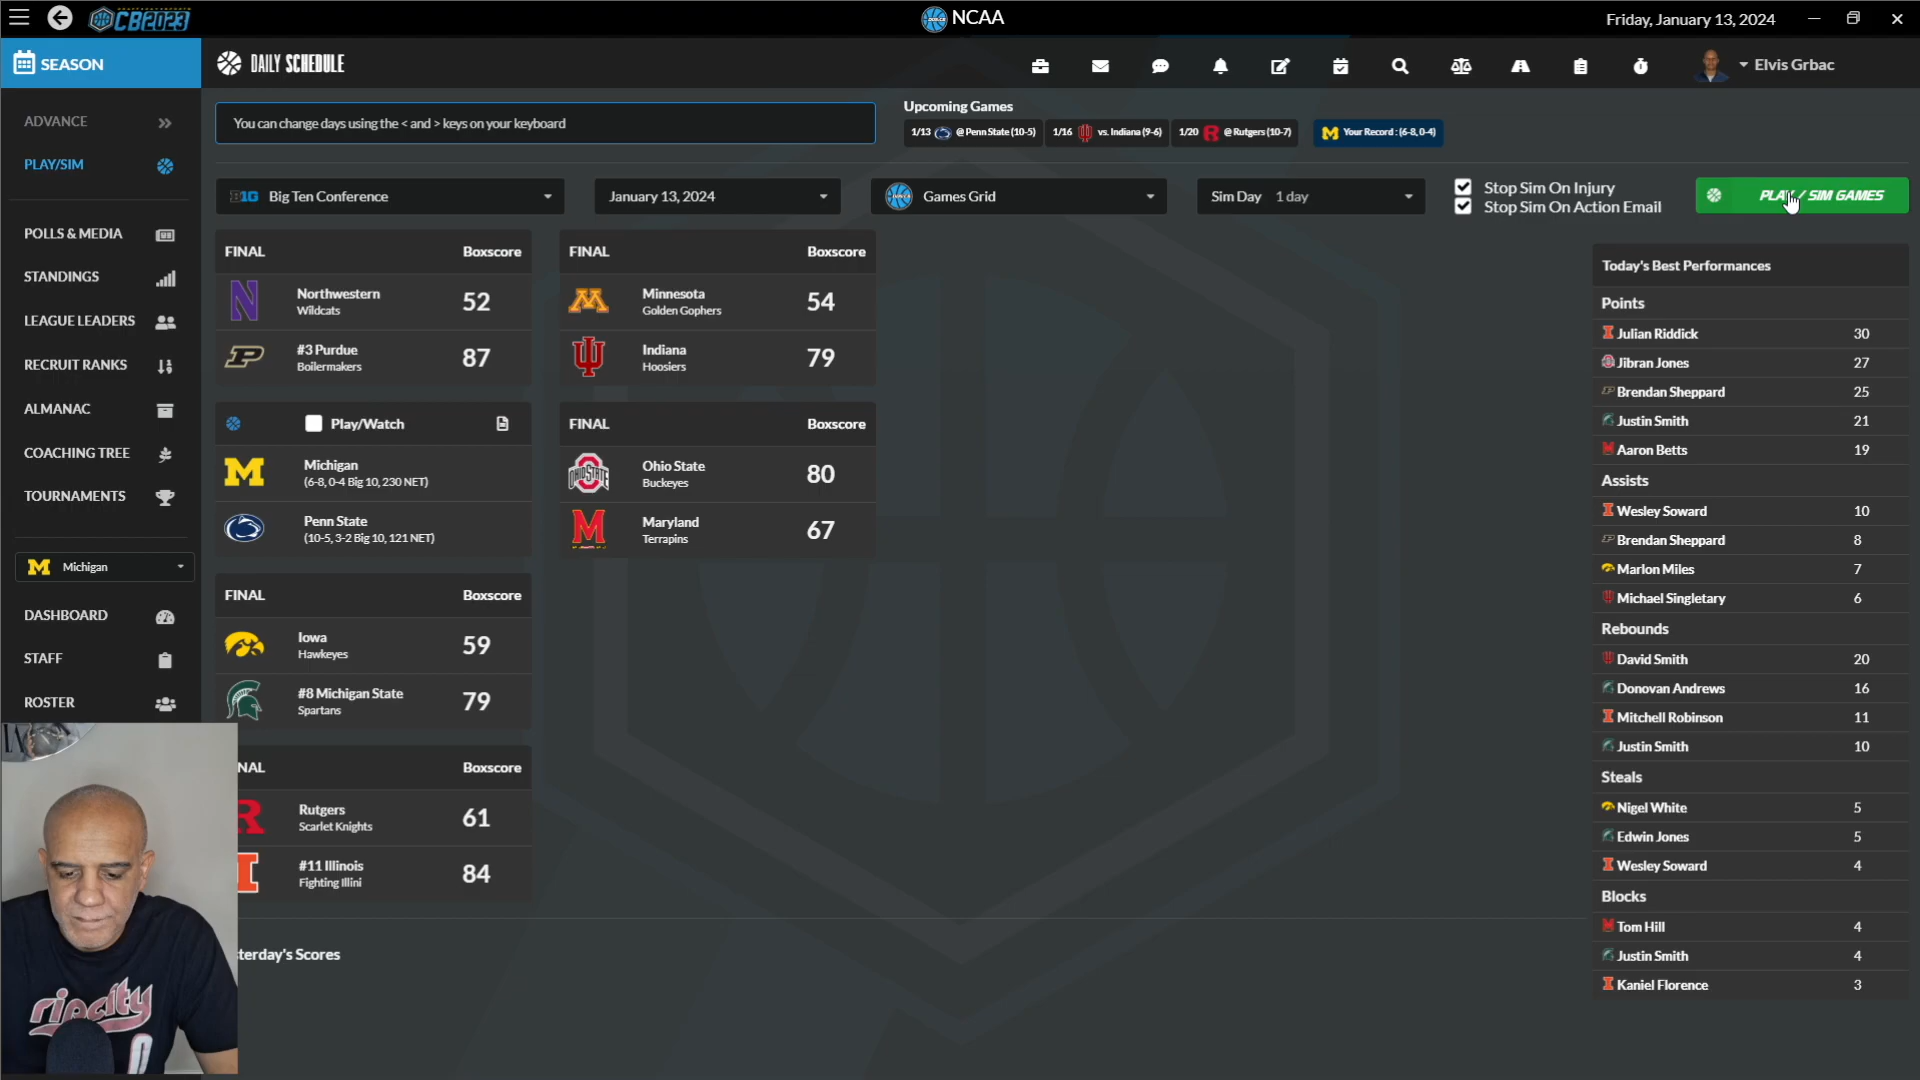 CB2023
NCAA
Friday, January 13, 2024
SEASON
DAILY SCHEDULE
Elvis Grbac
ADVANCE
PLAY/SIM
POLLS & MEDIA
STANDINGS
LEAGUE LEADERS
RECRUIT RANKS
ALMANAC
COACHING TREE
TOURNAMENTS
Michigan
DASHBOARD
STAFF
ROSTER
You can change days using the < and > keys on your keyboard
Upcoming Games
1/13 @ Penn State (10-5)
1/16 vs. Indiana (9-6)
1/20 @ Rutgers (10-7)
Your Record : (6-8, 0-4)
B1G Big Ten Conference
January 13, 2024
Games Grid
Sim Day 1 day
Stop Sim On Injury
Stop Sim On Action Email
PLAY / SIM GAMES
FINAL Boxscore
Northwestern 52
Wildcats
#3 Purdue 87
Boilermakers
FINAL Boxscore
Minnesota 54
Golden Gophers
Indiana 79
Hoosiers
Play/Watch
Michigan
(6-8, 0-4 Big 10, 230 NET)
Penn State
(10-5, 3-2 Big 10, 121 NET)
FINAL Boxscore
OHIO STATE
Ohio State 80
Buckeyes
Maryland 67
Terrapins
FINAL Boxscore
Iowa 59
Hawkeyes
#8 Michigan State 79
Spartans
NAL Boxscore
Rutgers 61
Scarlet Knights
#11 Illinois 84
Fighting Illini
sterday's Scores
Today's Best Performances
Points
Julian Riddick 30
Jibran Jones 27
Brendan Sheppard 25
Justin Smith 21
Aaron Betts 19
Assists
Wesley Soward 10
Brendan Sheppard 8
Marlon Miles 7
Michael Singletary 6
Rebounds
David Smith 20
Donovan Andrews 16
Mitchell Robinson 11
Justin Smith 10
Steals
Nigel White 5
Edwin Jones 5
Wesley Soward 4
Blocks
Tom Hill 4
Justin Smith 4
Kaniel Florence 3
rip city
0